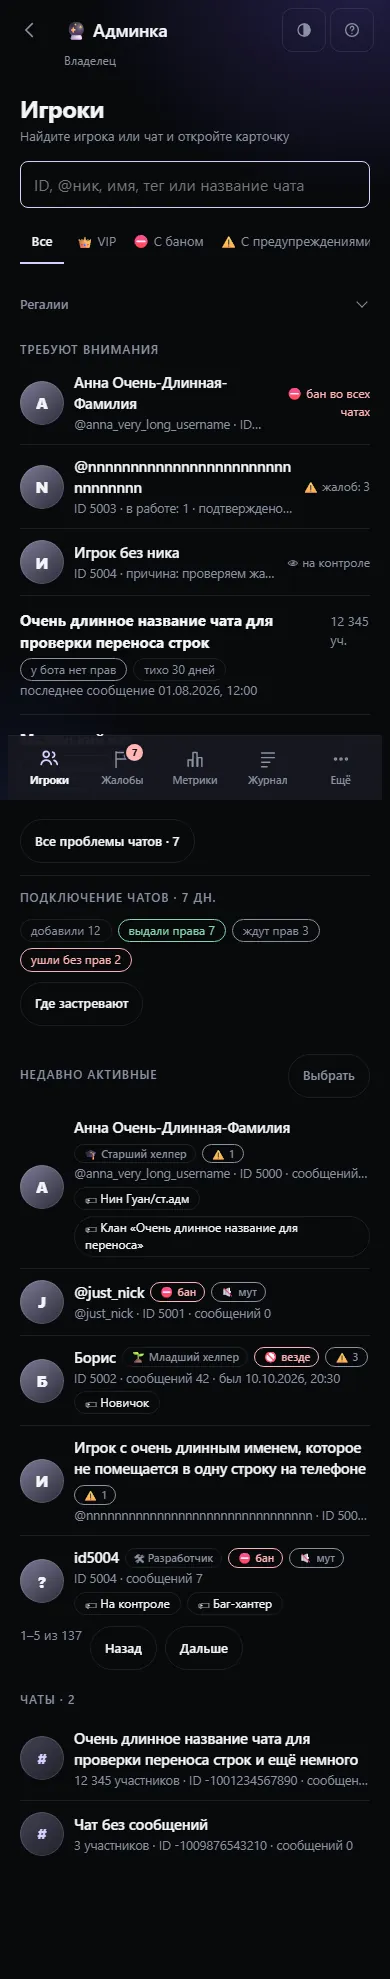 Админка
Владелец
Игроки
Найдите игрока или чат и откройте карточку
ID, @ник, имя, тег или название чата
Все VIP С баном С предупреждениями
Регалии
ТРЕБУЮТ ВНИМАНИЯ
А
Анна Очень-Длинная-
Фамилия
@anna_very_long_username · ID…
бан во всех
чатах
N
@nnnnnnnnnnnnnnnnnnnnnnnn
nnnnnnnn
ID 5003 · в работе: 1 · подтверждено…
жалоб: 3
И
Игрок без ника
ID 5004 · причина: проверяем жа…
на контроле
Очень длинное название чата для
проверки переноса строк
12 345
уч.
у бота нет прав тихо 30 дней
последнее сообщение 01.08.2026, 12:00
7
Игроки Жалобы Метрики Журнал Ещё
Все проблемы чатов · 7
ПОДКЛЮЧЕНИЕ ЧАТОВ · 7 ДН.
добавили 12 выдали права 7 ждут прав 3
ушли без прав 2
Где застревают
НЕДАВНО АКТИВНЫЕ Выбрать
А
Анна Очень-Длинная-Фамилия
Старший хелпер 1
@anna_very_long_username · ID 5000 · сообщений…
Нин Гуан/ст.адм
Клан «Очень длинное название для
переноса»
J
@just_nick бан мут
@just_nick · ID 5001 · сообщений 0
Б
Борис Младший хелпер везде 3
ID 5002 · сообщений 42 · был 10.10.2026, 20:30
Новичок
И
Игрок с очень длинным именем, которое
не помещается в одну строку на телефоне
1
@nnnnnnnnnnnnnnnnnnnnnnnnnnnnnnnn · ID 500…
?
id5004 Разработчик бан мут
ID 5004 · сообщений 7
На контроле Баг-хантер
1–5 из 137 Назад Дальше
ЧАТЫ · 2
#
Очень длинное название чата для
проверки переноса строк и ещё немного
12 345 участников · ID -1001234567890 · сообщен…
#
Чат без сообщений
3 участников · ID -1009876543210 · сообщений 0